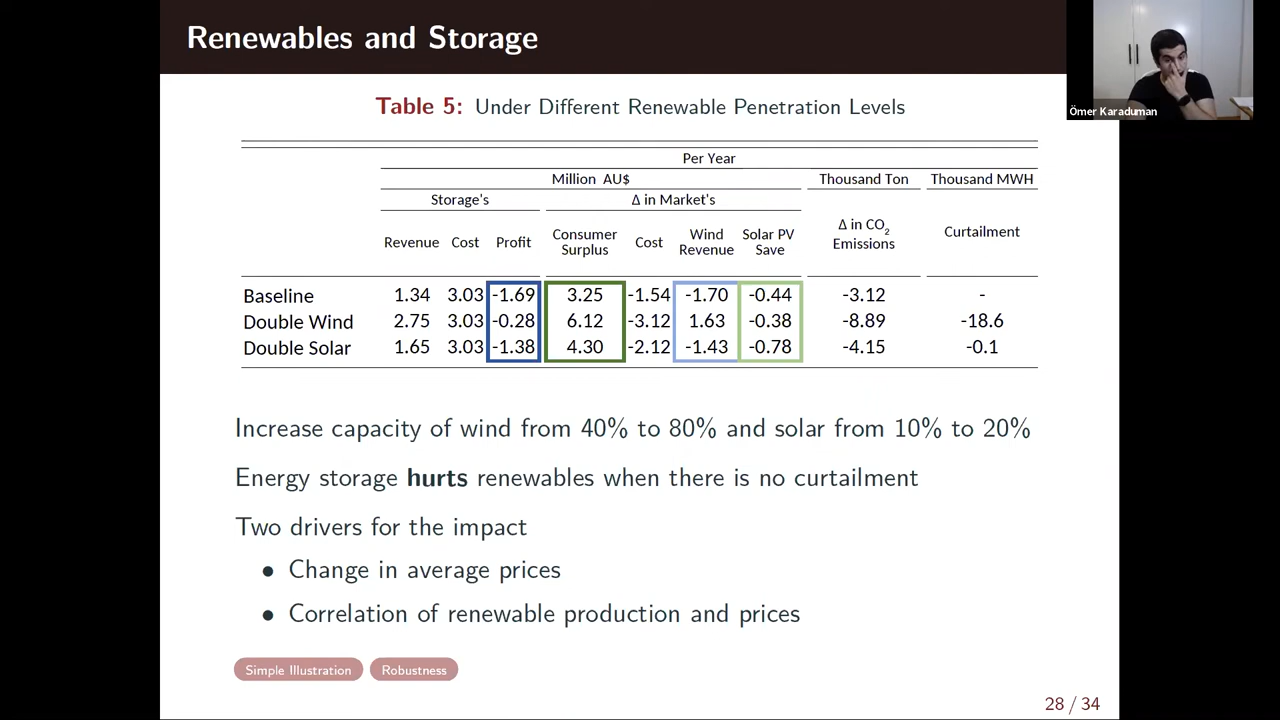 Renewables and Storage
Ömer Karaduman
Table 5: Under Different Renewable Penetration Levels
Per Year
Million AU$ Thousand Ton Thousand MWH
Storage's Δ in Market's
Revenue Cost Profit Consumer Surplus Cost Wind Revenue Solar PV Save Δ in CO2 Emissions Curtailment
Baseline 1.34 3.03 -1.69 3.25 -1.54 -1.70 -0.44 -3.12 -
Double Wind 2.75 3.03 -0.28 6.12 -3.12 1.63 -0.38 -8.89 -18.6
Double Solar 1.65 3.03 -1.38 4.30 -2.12 -1.43 -0.78 -4.15 -0.1
Increase capacity of wind from 40% to 80% and solar from 10% to 20%
Energy storage hurts renewables when there is no curtailment
Two drivers for the impact
• Change in average prices
• Correlation of renewable production and prices
Simple Illustration Robustness
28 / 34